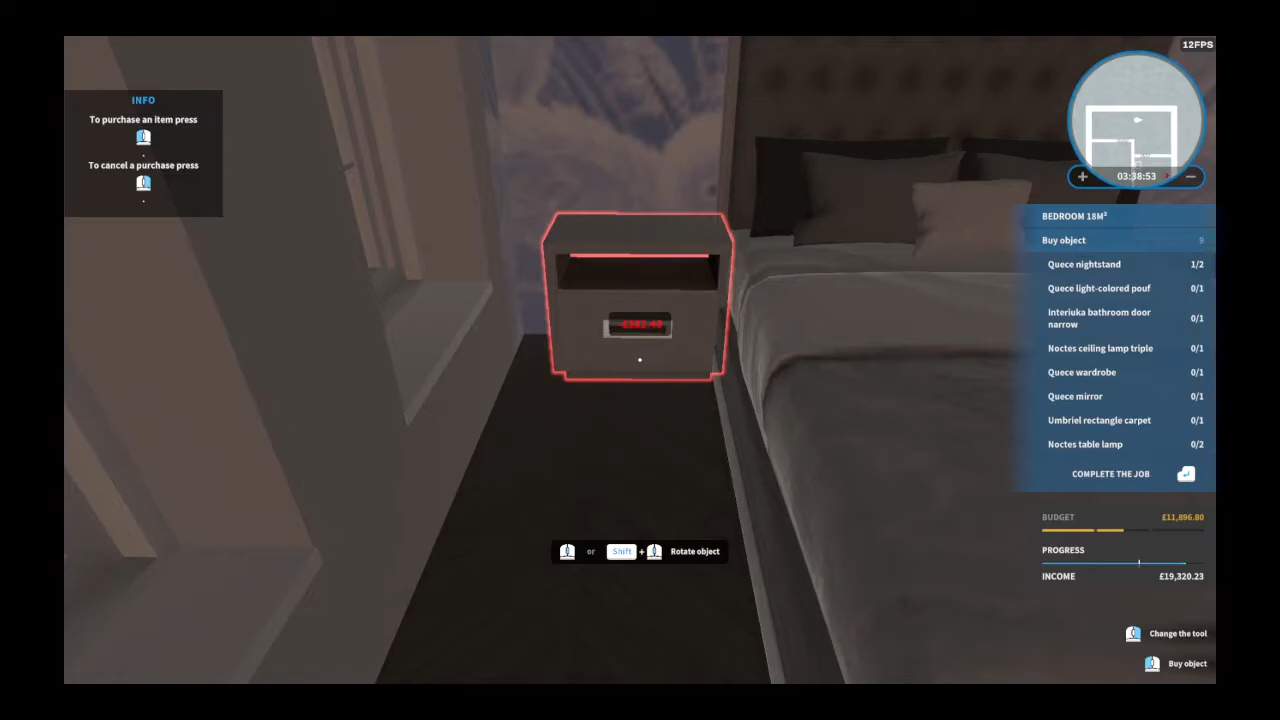 12FPS
INFO
To purchase an item press
.
To cancel a purchase press
.
+ 03:38:53 −
BEDROOM 18M²
Buy object 9
Quece nightstand 1/2
Quece light-colored pouf 0/1
Interiuka bathroom door
narrow 0/1
Noctes ceiling lamp triple 0/1
Quece wardrobe 0/1
Quece mirror 0/1
Umbriel rectangle carpet 0/1
Noctes table lamp 0/2
COMPLETE THE JOB
BUDGET £11,896.80
PROGRESS
INCOME £19,320.23
or Shift + Rotate object
Change the tool
Buy object